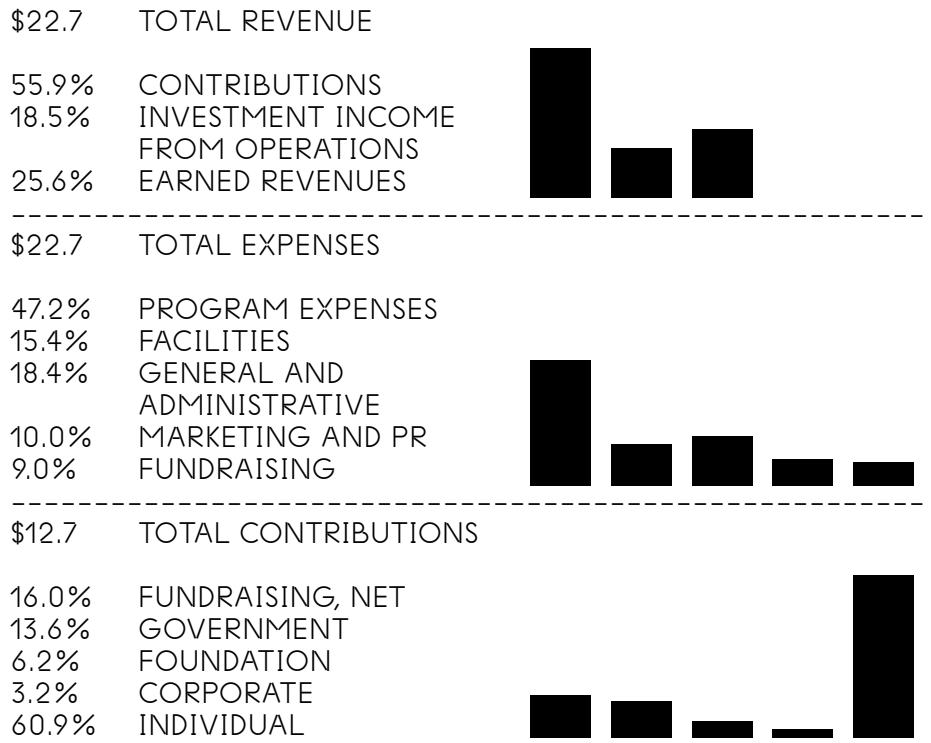 $22.7 TOTAL REVENUE
55.9% CONTRIBUTIONS
18.5% INVESTMENT INCOME
FROM OPERATIONS
25.6% EARNED REVENUES
$22.7 TOTAL EXPENSES
47.2% PROGRAM EXPENSES
15.4% FACILITIES
18.4% GENERAL AND
ADMINISTRATIVE
10.0% MARKETING AND PR
9.0% FUNDRAISING
$12.7 TOTAL CONTRIBUTIONS
16.0% FUNDRAISING, NET
13.6% GOVERNMENT
6.2% FOUNDATION
3.2% CORPORATE
60.9% INDIVIDUAL